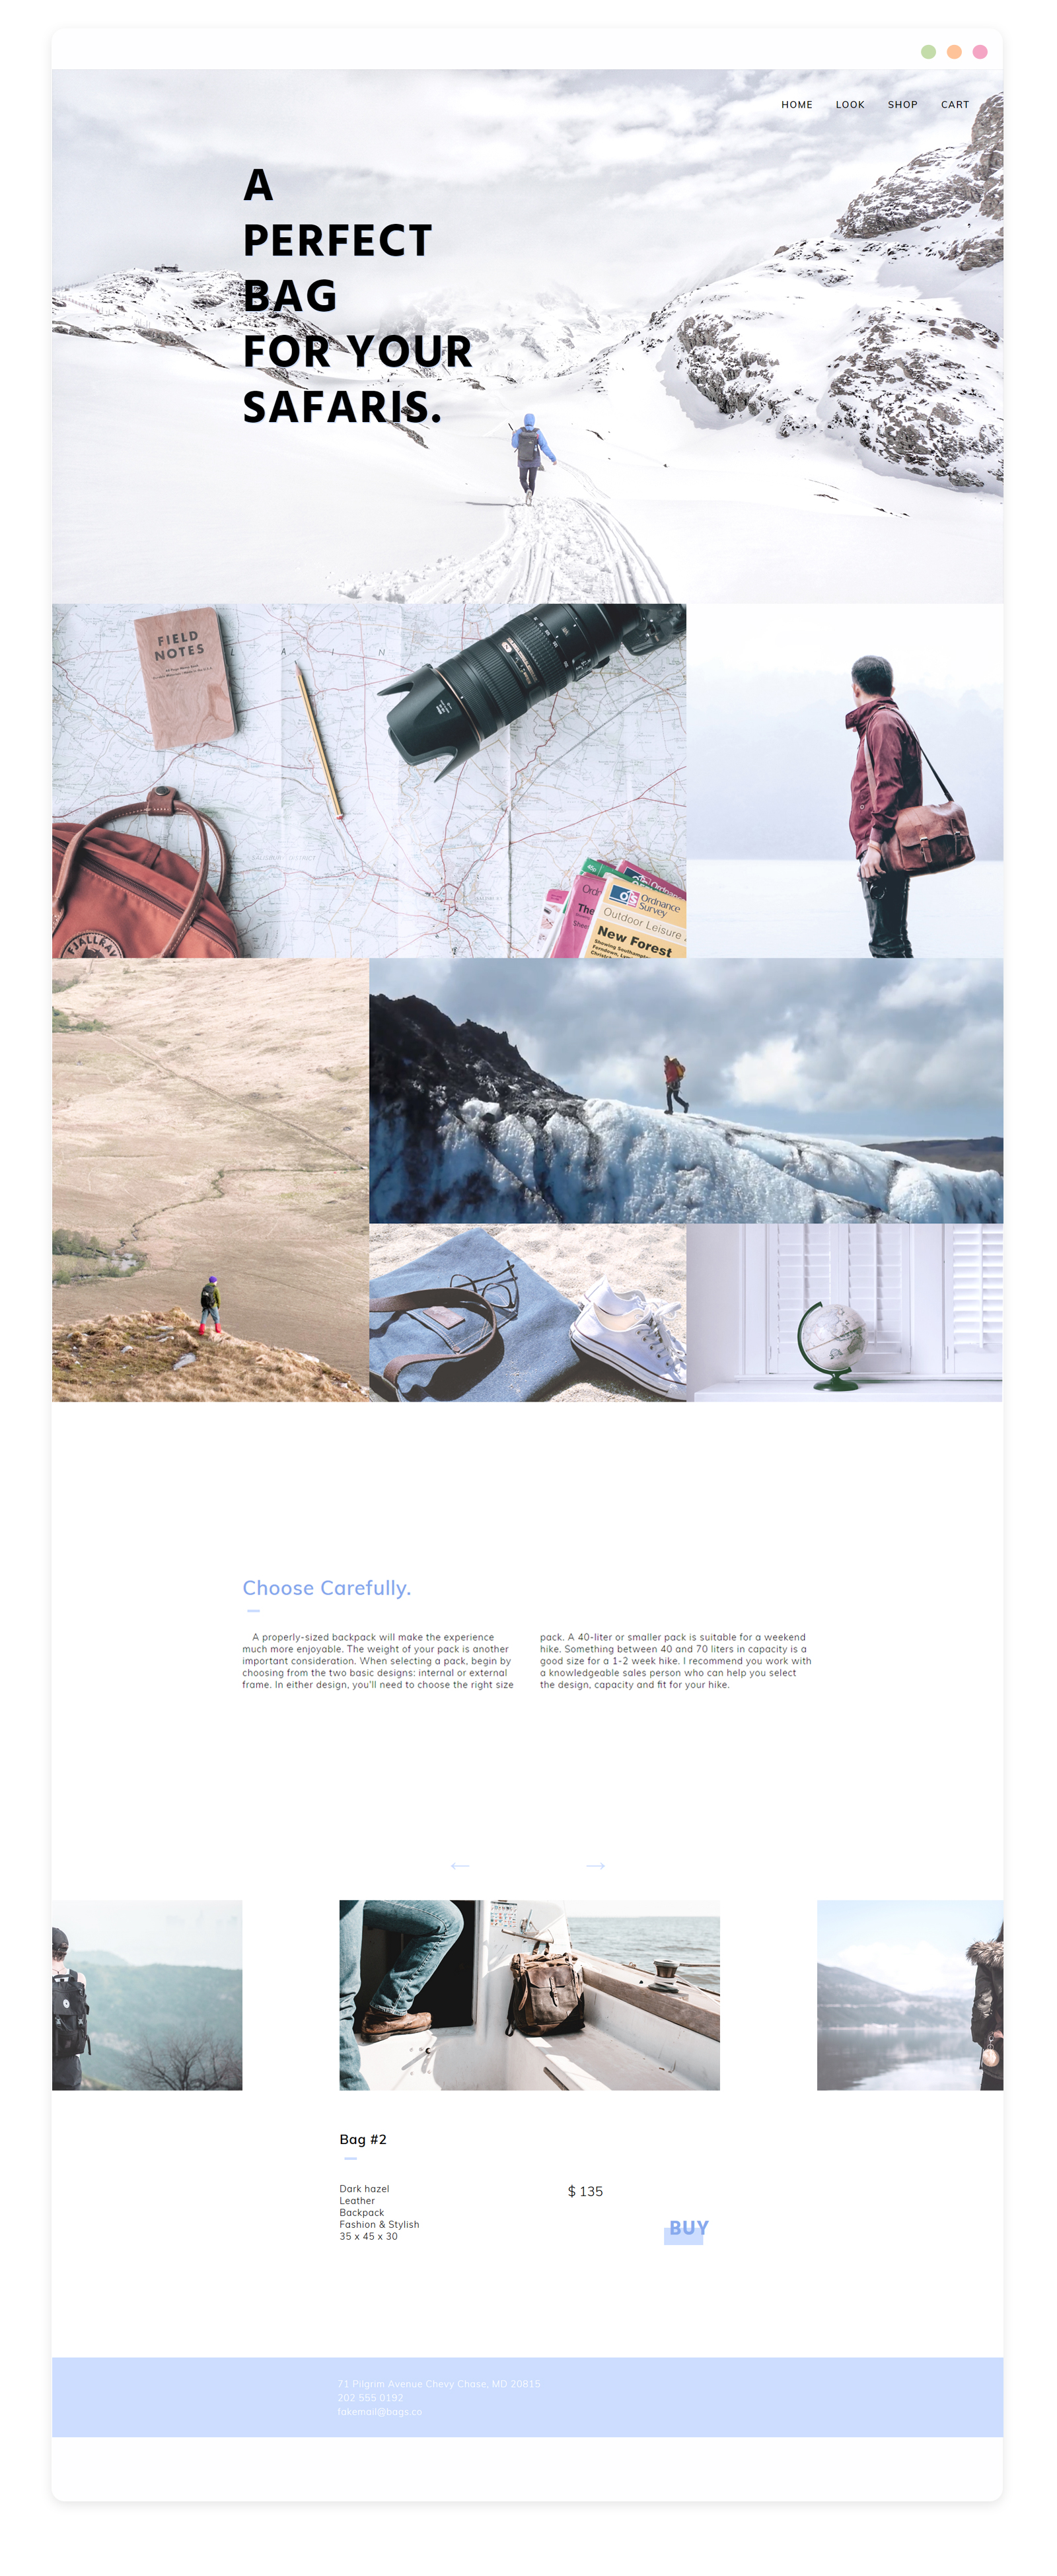 HOME LOOK SHOP CART
A
PERFECT
BAG
FOR YOUR
SAFARIS.
FIELD
NOTES
L A I N
FJALLRAV
Ordnance
Survey
Outdoor Leisure
New Forest
Showing Southampton
Choose Carefully.
A properly-sized backpack will make the experience
much more enjoyable. The weight of your pack is another
important consideration. When selecting a pack, begin by
choosing from the two basic designs: internal or external
frame. In either design, you'll need to choose the right size
pack. A 40-liter or smaller pack is suitable for a weekend
hike. Something between 40 and 70 liters in capacity is a
good size for a 1-2 week hike. I recommend you work with
a knowledgeable sales person who can help you select
the design, capacity and fit for your hike.
Bag #2
Dark hazel
Leather
Backpack
Fashion & Stylish
35 x 45 x 30
$ 135
BUY
71 Pilgrim Avenue Chevy Chase, MD 20815
202 555 0192
fakemail@bags.co